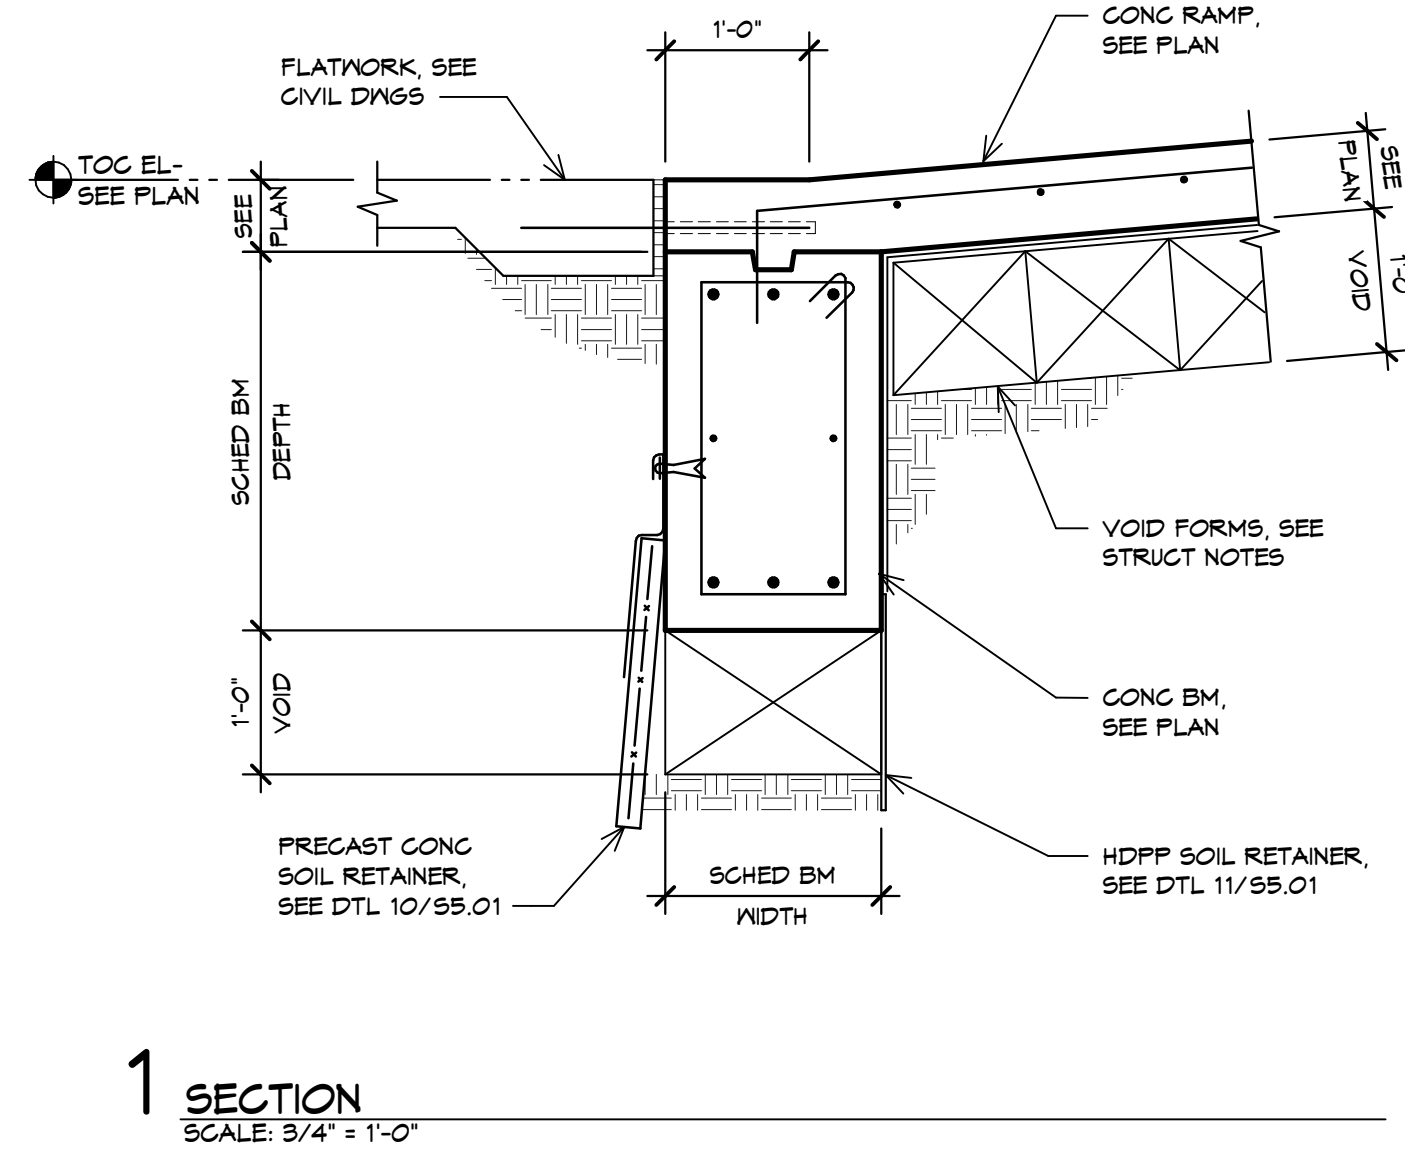 1'-0"
CONC RAMP,
SEE PLAN
FLATWORK, SEE
CIVIL DWGS
TOC EL-
SEE PLAN
SEE
PLAN
SEE
PLAN
1'-0"
VOID
SCHED BM
DEPTH
VOID FORMS, SEE
STRUCT NOTES
1'-0"
VOID
CONC BM,
SEE PLAN
PRECAST CONC
SOIL RETAINER,
SEE DTL 10/S5.01
SCHED BM
WIDTH
HDPP SOIL RETAINER,
SEE DTL 11/S5.01
1 SECTION
SCALE: 3/4" = 1'-0"